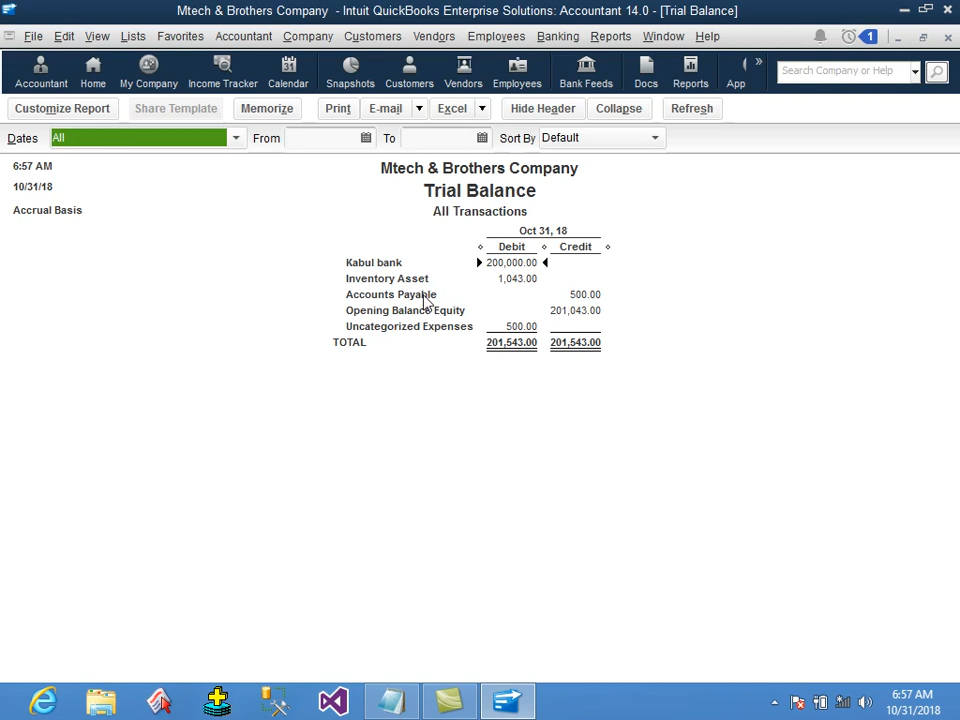 Mtech & Brothers Company - Intuit QuickBooks Enterprise Solutions: Accountant 14.0 - [Trial Balance]
File Edit View Lists Favorites Accountant Company Customers Vendors Employees Banking Reports Window Help 1
Accountant Home My Company Income Tracker 31 Calendar Snapshots Customers Vendors Employees Bank Feeds Docs Reports App » Search Company or Help
Customize Report Share Template Memorize Print E-mail Excel Hide Header Collapse Refresh
Dates All From To Sort By Default
6:57 AM
10/31/18
Accrual Basis
Mtech & Brothers Company
Trial Balance
All Transactions
Oct 31, 18
Debit Credit
Kabul bank 200,000.00
Inventory Asset 1,043.00
Accounts Payable 500.00
Opening Balance Equity 201,043.00
Uncategorized Expenses 500.00
TOTAL 201,543.00 201,543.00
6:57 AM
10/31/2018